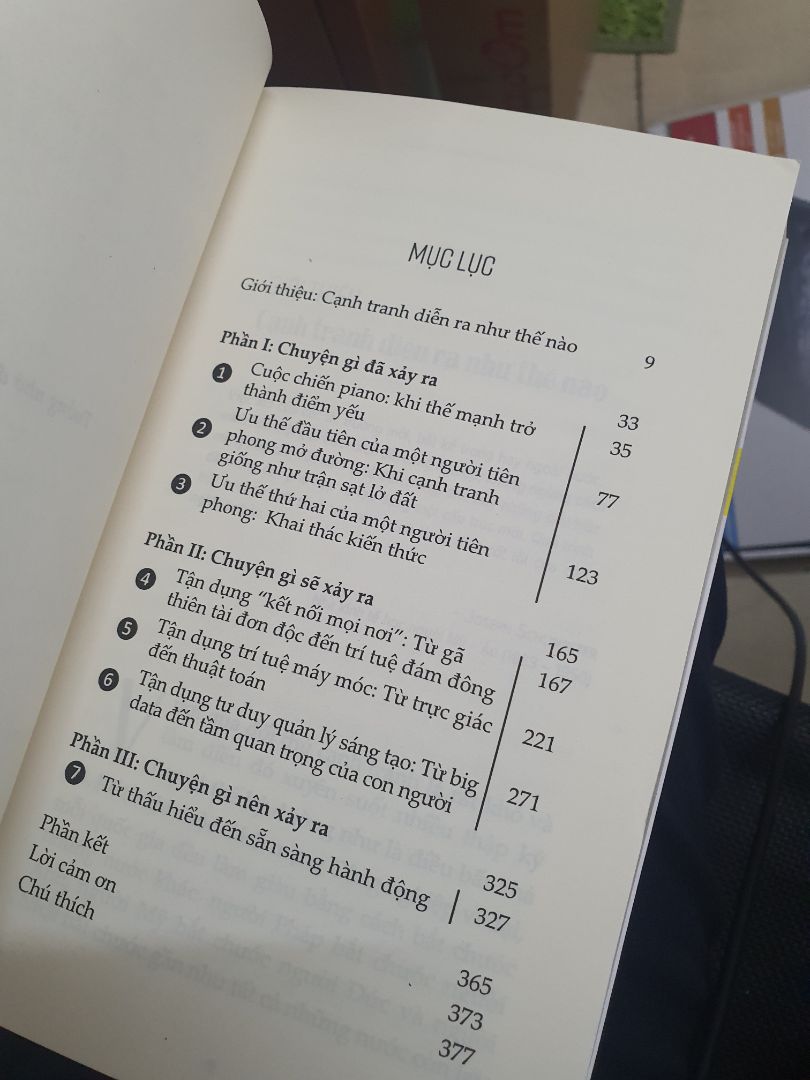 MỤC LỤC
Giới thiệu: Cạnh tranh diễn ra như thế nào 9
Phần I: Chuyện gì đã xảy ra 33
1 Cuộc chiến piano: khi thế mạnh trở 35
thành điểm yếu
2 Ưu thế đầu tiên của một người tiên 77
phong mở đường: Khi cạnh tranh
giống như trận sạt lở đất
3 Ưu thế thứ hai của một người tiên 123
phong: Khai thác kiến thức
Phần II: Chuyện gì sẽ xảy ra 165
4 Tận dụng “kết nối mọi nơi”: Từ gã 167
thiên tài đơn độc đến trí tuệ đám đông
5 Tận dụng trí tuệ máy móc: Từ trực giác 221
đến thuật toán
6 Tận dụng tư duy quản lý sáng tạo: Từ big 271
data đến tầm quan trọng của con người
Phần III: Chuyện gì nên xảy ra 325
7 Từ thấu hiểu đến sẵn sàng hành động 327
Phần kết 365
Lời cảm ơn 373
Chú thích 377